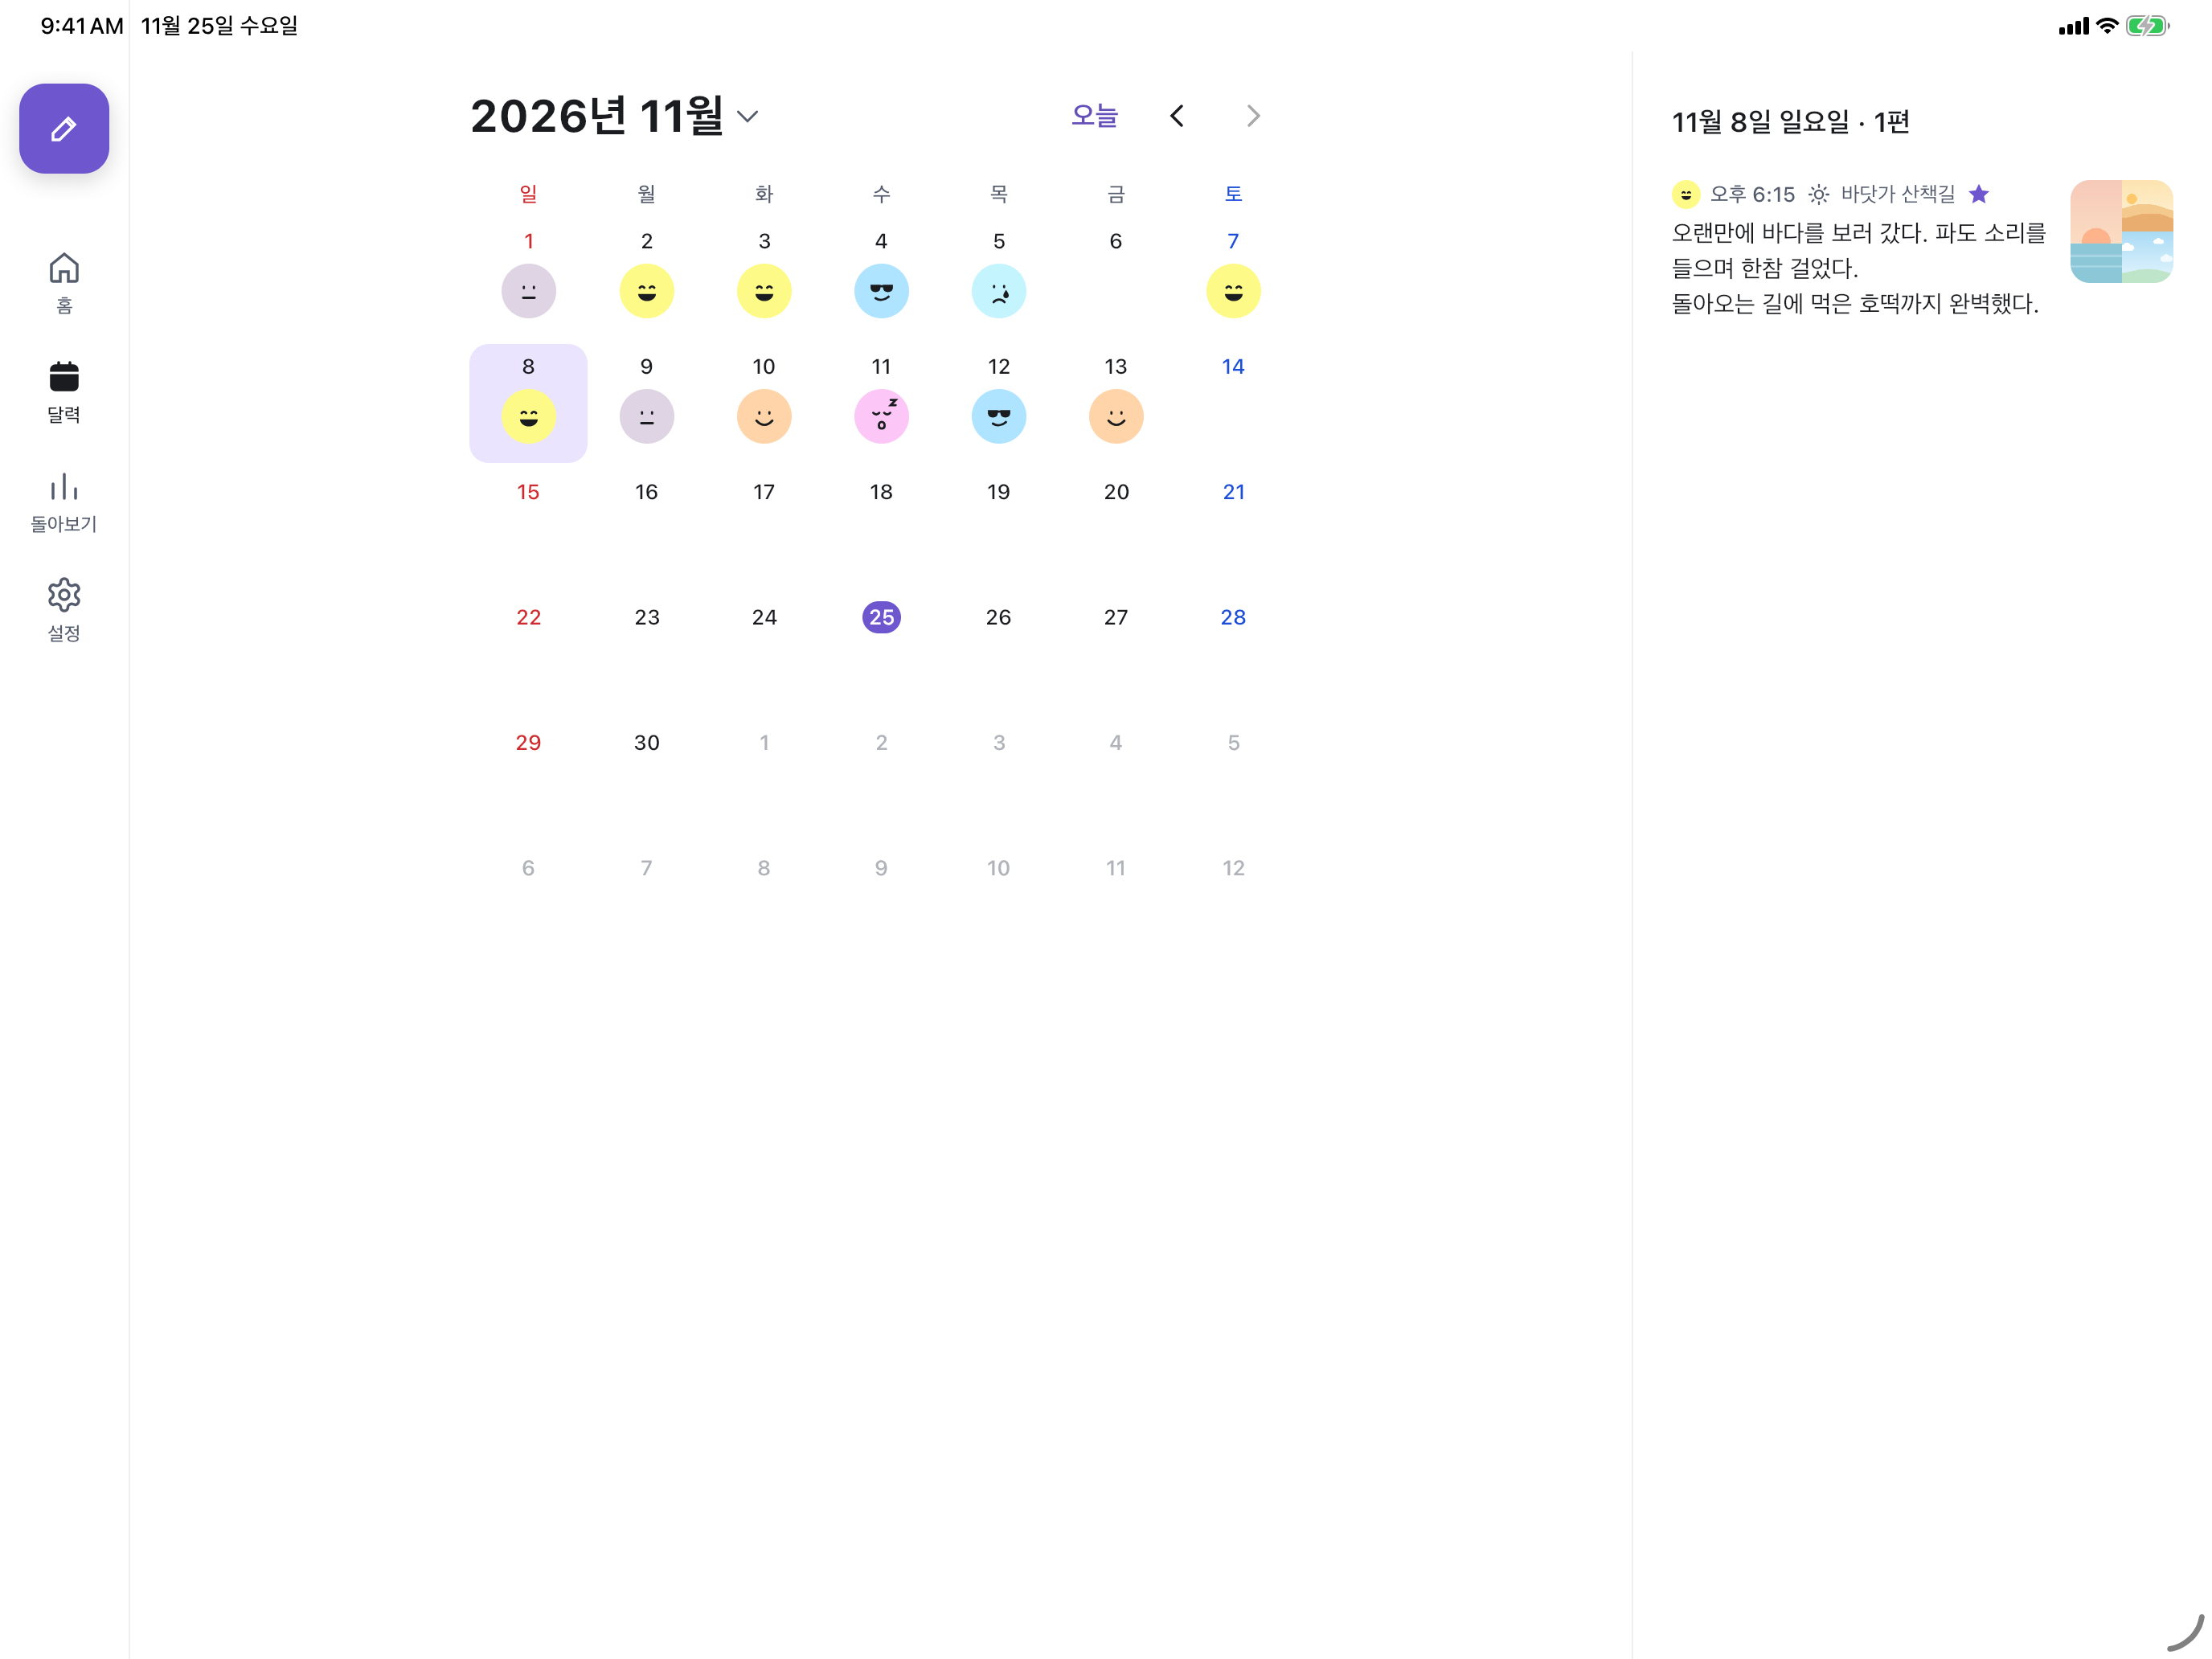 9:41 AM 11월 25일 수요일
홈
달력
돌아보기
설정
2026년 11월
오늘
일 월 화 수 목 금 토
1 2 3 4 5 6 7
8 9 10 11 12 13 14
15 16 17 18 19 20 21
22 23 24 25 26 27 28
29 30 1 2 3 4 5
6 7 8 9 10 11 12
11월 8일 일요일 · 1편
오후 6:15 바닷가 산책길
오랜만에 바다를 보러 갔다. 파도 소리를
들으며 한참 걸었다.
돌아오는 길에 먹은 호떡까지 완벽했다.